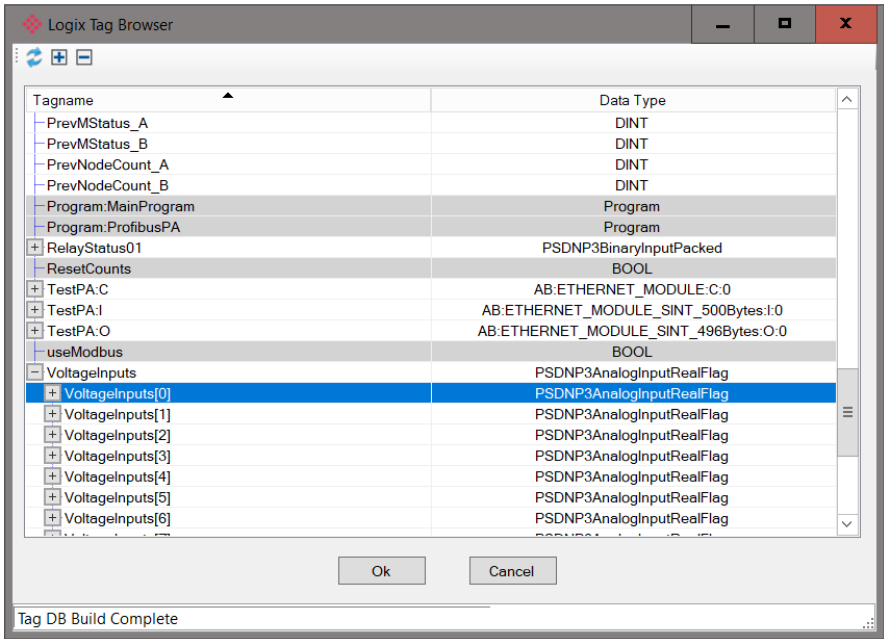 Logix Tag Browser
Tagname Data Type
PrevMStatus_A DINT
PrevMStatus_B DINT
PrevNodeCount_A DINT
PrevNodeCount_B DINT
Program:MainProgram Program
Program:ProfibusPA Program
RelayStatus01 PSDNP3BinaryInputPacked
ResetCounts BOOL
TestPA:C AB:ETHERNET_MODULE:C:0
TestPA:I AB:ETHERNET_MODULE_SINT_500Bytes:I:0
TestPA:O AB:ETHERNET_MODULE_SINT_496Bytes:O:0
useModbus BOOL
VoltageInputs PSDNP3AnalogInputRealFlag
VoltageInputs[0] PSDNP3AnalogInputRealFlag
VoltageInputs[1] PSDNP3AnalogInputRealFlag
VoltageInputs[2] PSDNP3AnalogInputRealFlag
VoltageInputs[3] PSDNP3AnalogInputRealFlag
VoltageInputs[4] PSDNP3AnalogInputRealFlag
VoltageInputs[5] PSDNP3AnalogInputRealFlag
VoltageInputs[6] PSDNP3AnalogInputRealFlag
Ok Cancel
Tag DB Build Complete